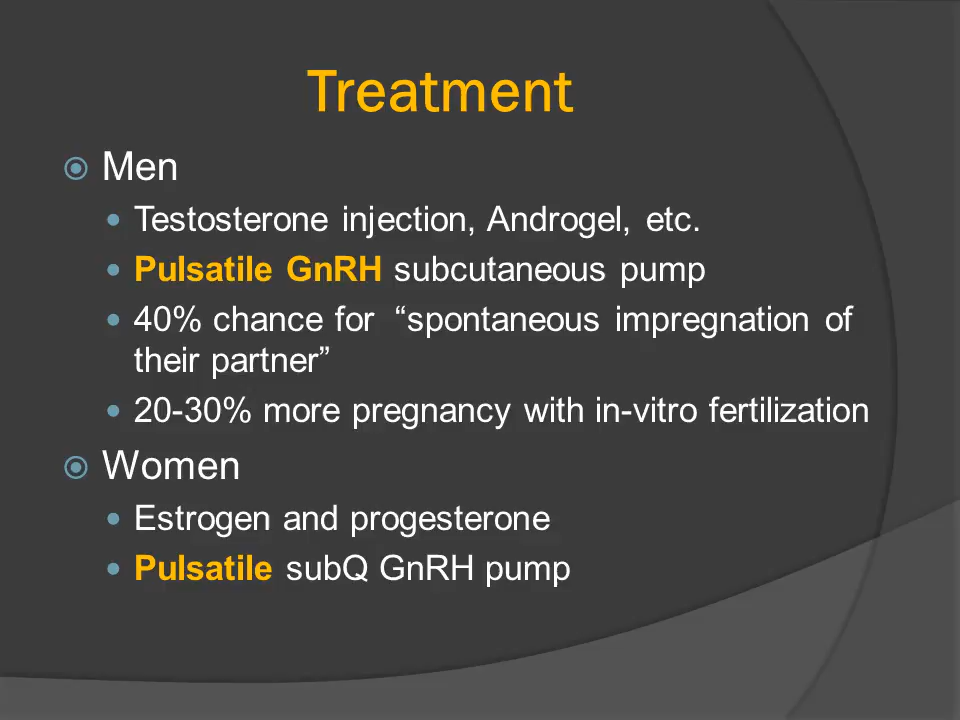 Treatment
Men
Testosterone injection, Androgel, etc.
Pulsatile GnRH subcutaneous pump
40% chance for  “spontaneous impregnation of
their partner”
20-30% more pregnancy with in-vitro fertilization
Women
Estrogen and progesterone
Pulsatile subQ GnRH pump